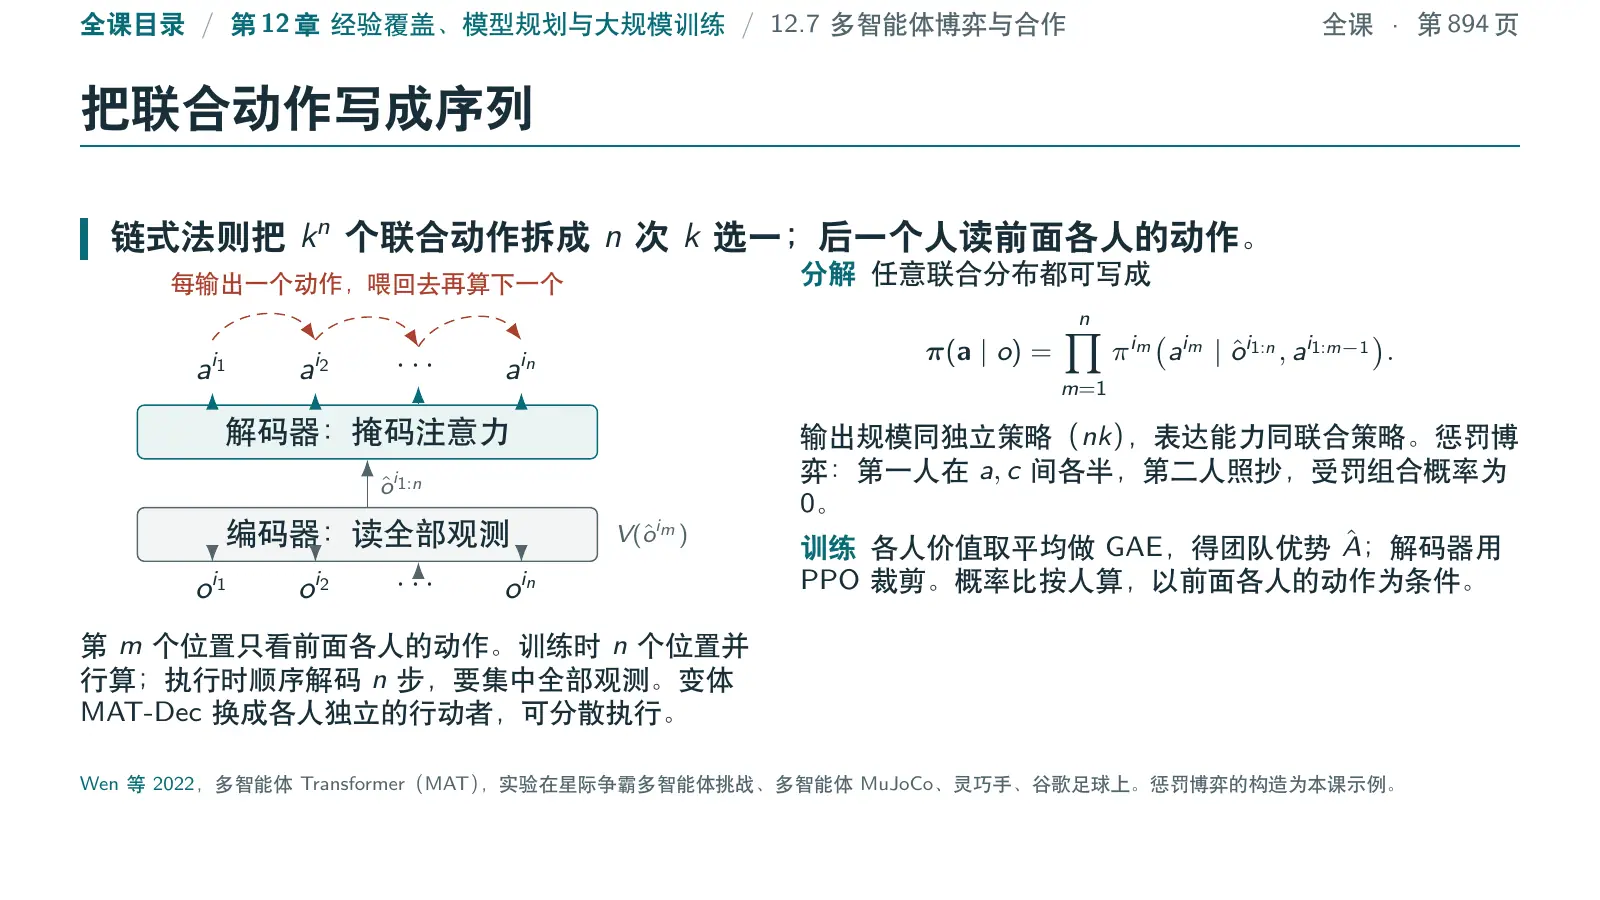 全课目录 / 第 12 章 经验覆盖、模型规划与大规模训练 / 12.7 多智能体博弈与合作
全课 · 第 894 页
把联合动作写成序列
链式法则把 kⁿ 个联合动作拆成 n 次 k 选一；后一个人读前面各人的动作。
每输出一个动作，喂回去再算下一个
a^{i_1} a^{i_2} ··· a^{i_n}
解码器：掩码注意力
ô^{i_{1:n}}
编码器：读全部观测
V(ô^{i_m})
o^{i_1} o^{i_2} ··· o^{i_n}
第 m 个位置只看前面各人的动作。训练时 n 个位置并
行算；执行时顺序解码 n 步，要集中全部观测。变体
MAT-Dec 换成各人独立的行动者，可分散执行。
分解 任意联合分布都可写成
π(a | o) = ∏_{m=1}^{n} π^{i_m}(a^{i_m} | ô^{i_{1:n}}, a^{i_{1:m−1}}).
输出规模同独立策略（nk），表达能力同联合策略。惩罚博
弈：第一人在 a, c 间各半，第二人照抄，受罚组合概率为
0。
训练 各人价值取平均做 GAE，得团队优势 Â；解码器用
PPO 裁剪。概率比按人算，以前面各人的动作为条件。
Wen 等 2022，多智能体 Transformer（MAT），实验在星际争霸多智能体挑战、多智能体 MuJoCo、灵巧手、谷歌足球上。惩罚博弈的构造为本课示例。